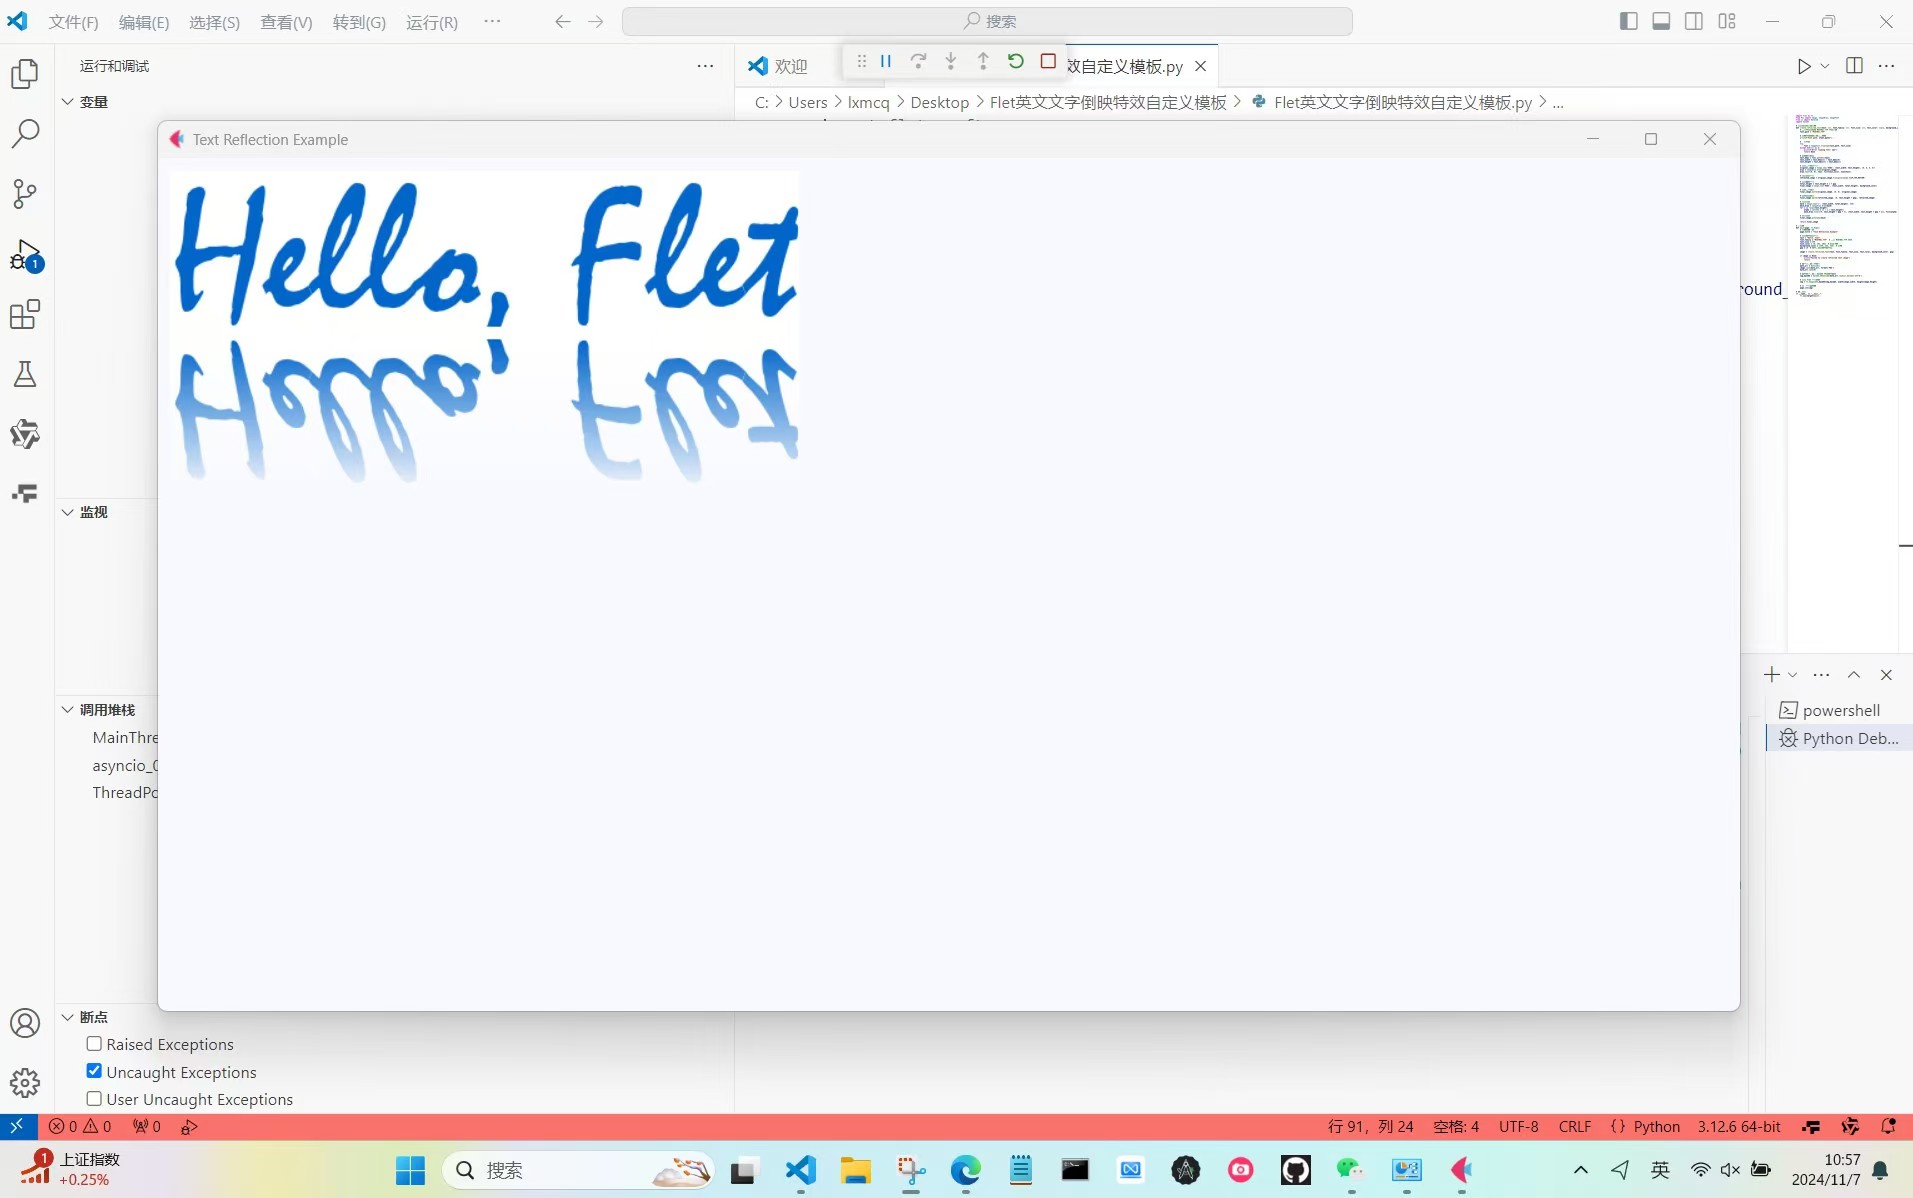 文件(F) 编辑(E) 选择(S) 查看(V) 转到(G) 运行(R) ··· 搜索
运行和调试 ···
欢迎 效自定义模板.py
变量
C: > Users > lxmcq > Desktop > Flet英文文字倒映特效自定义模板 > Flet英文文字倒映特效自定义模板.py > ...
Text Reflection Example
Hello, Flet
round_
监视
调用堆栈
MainThre
asyncio_0
ThreadPo
powershell
Python Deb...
断点
Raised Exceptions
Uncaught Exceptions
User Uncaught Exceptions
0 0 0 行 91，列 24 空格: 4 UTF-8 CRLF {} Python 3.12.6 64-bit
1 上证指数
+0.25%
搜索
英
10:57
2024/11/7